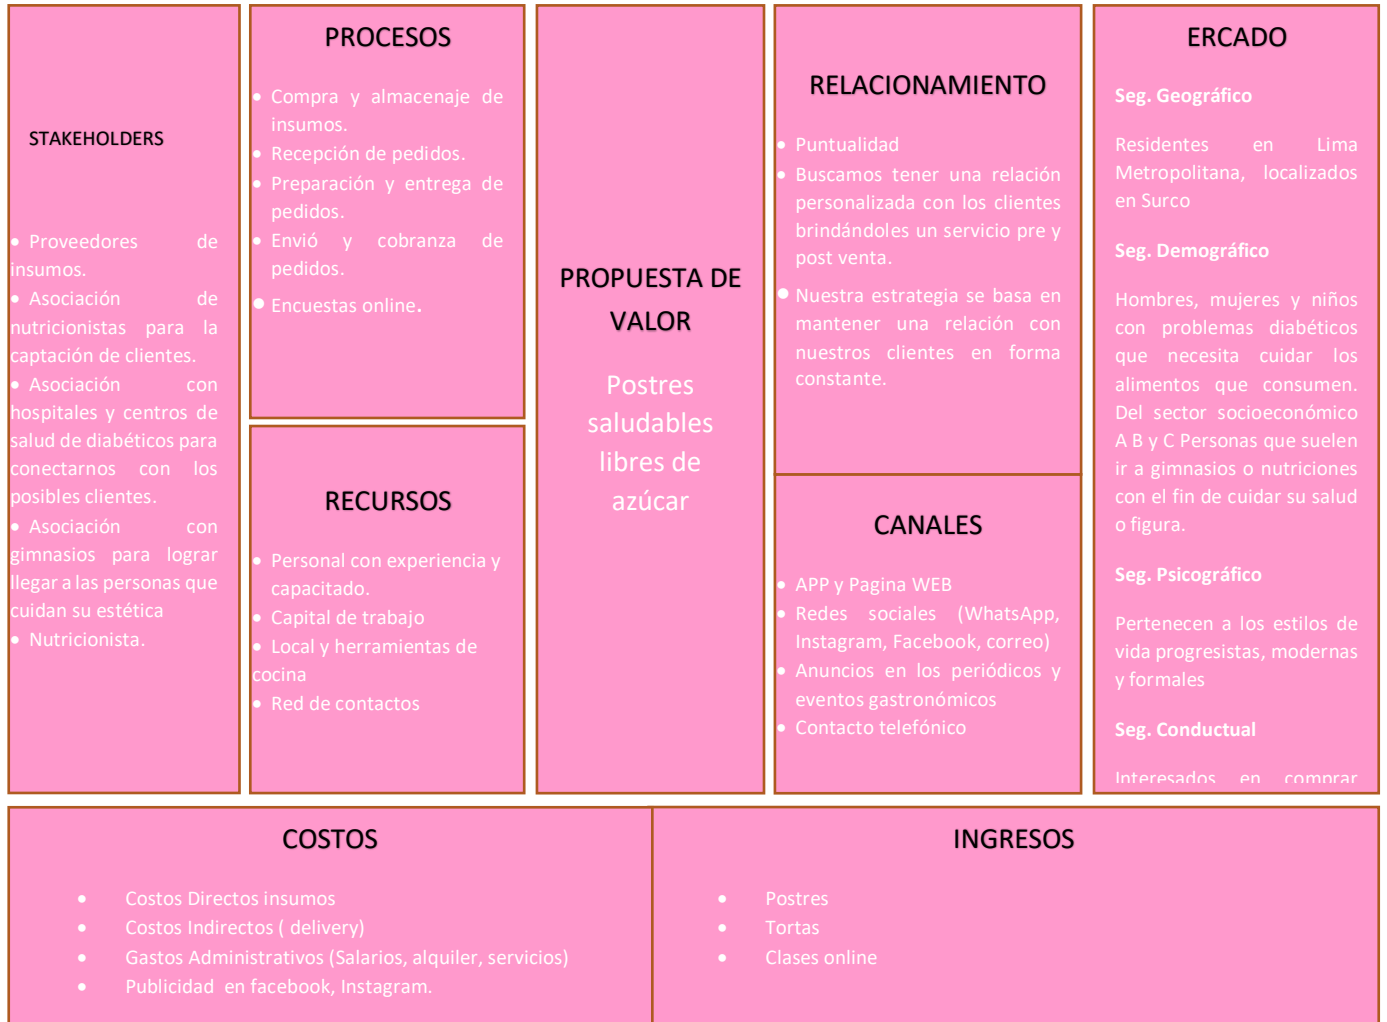 STAKEHOLDERS
• Proveedores de
insumos.
• Asociación de
nutricionistas para la
captación de clientes.
• Asociación con
hospitales y centros de
salud de diabéticos para
conectarnos con los
posibles clientes.
• Asociación con
gimnasios para lograr
llegar a las personas que
cuidan su estética
• Nutricionista.
PROCESOS
• Compra y almacenaje de
insumos.
• Recepción de pedidos.
• Preparación y entrega de
pedidos.
• Envió y cobranza de
pedidos.
• Encuestas online.
RECURSOS
• Personal con experiencia y
capacitado.
• Capital de trabajo
• Local y herramientas de
cocina
• Red de contactos
PROPUESTA DE
VALOR
Postres
saludables
libres de
azúcar
RELACIONAMIENTO
• Puntualidad
• Buscamos tener una relación
personalizada con los clientes
brindándoles un servicio pre y
post venta.
• Nuestra estrategia se basa en
mantener una relación con
nuestros clientes en forma
constante.
CANALES
• APP y Pagina WEB
• Redes sociales (WhatsApp,
Instagram, Facebook, correo)
• Anuncios en los periódicos y
eventos gastronómicos
• Contacto telefónico
ERCADO
Seg. Geográfico
Residentes en Lima
Metropolitana, localizados
en Surco
Seg. Demográfico
Hombres, mujeres y niños
con problemas diabéticos
que necesita cuidar los
alimentos que consumen.
Del sector socioeconómico
A B y C Personas que suelen
ir a gimnasios o nutriciones
con el fin de cuidar su salud
o figura.
Seg. Psicográfico
Pertenecen a los estilos de
vida progresistas, modernas
y formales
Seg. Conductual
Interesados en comprar
COSTOS
• Costos Directos insumos
• Costos Indirectos ( delivery)
• Gastos Administrativos (Salarios, alquiler, servicios)
• Publicidad en facebook, Instagram.
INGRESOS
• Postres
• Tortas
• Clases online